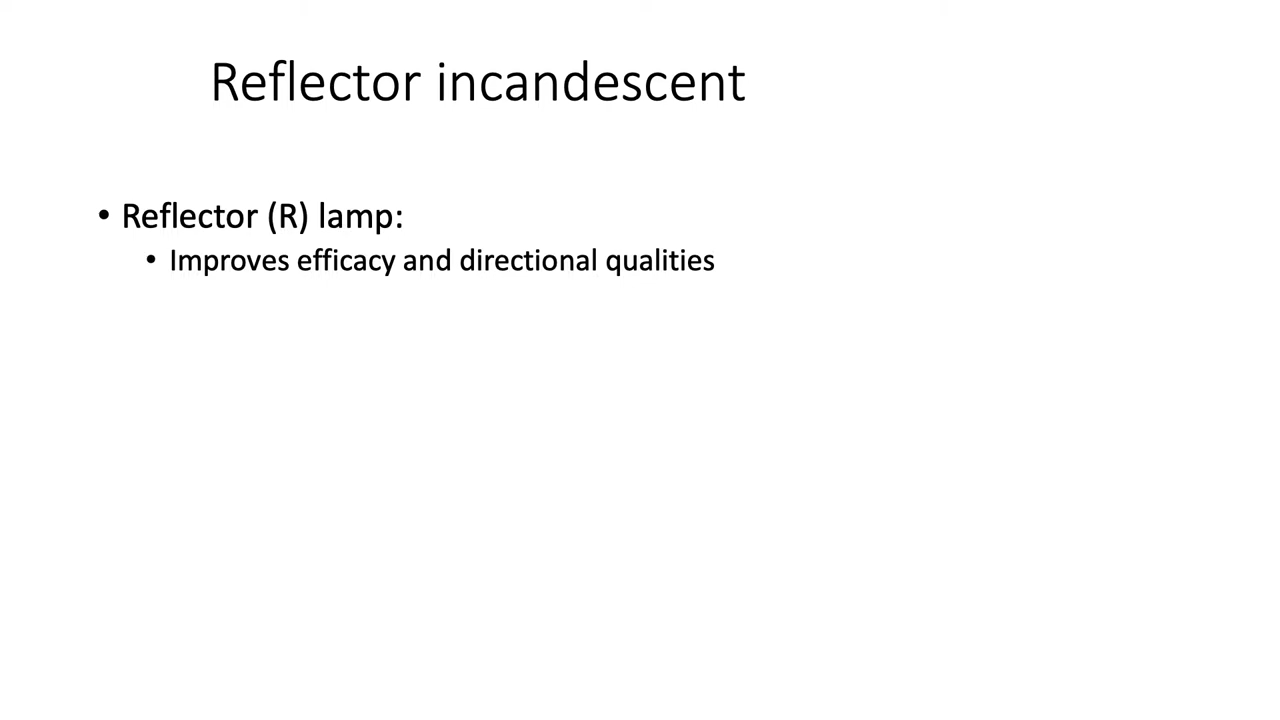 Reflector incandescent
• Reflector (R) lamp:
• Improves efficacy and directional qualities